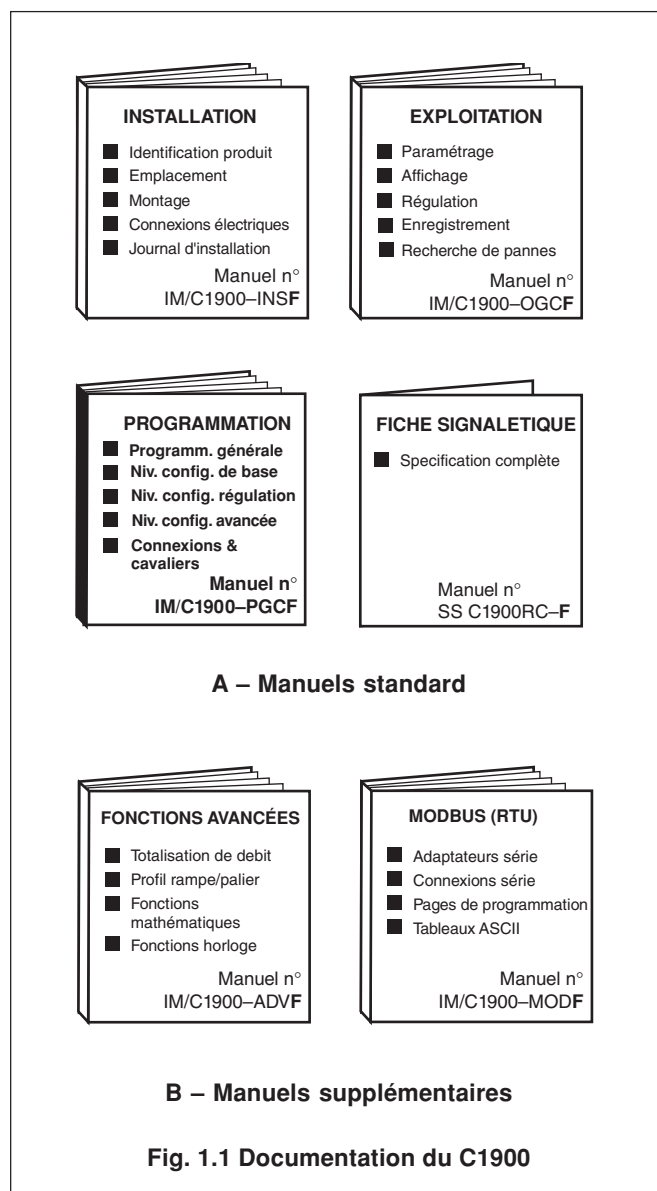 INSTALLATION
Identification produit
Emplacement
Montage
Connexions électriques
Journal d'installation
Manuel n°
IM/C1900–INSF
EXPLOITATION
Paramétrage
Affichage
Régulation
Enregistrement
Recherche de pannes
Manuel n°
IM/C1900–OGCF
PROGRAMMATION
Programm. générale
Niv. config. de base
Niv. config. régulation
Niv. config. avancée
Connexions &
cavaliers
Manuel n°
IM/C1900–PGCF
FICHE SIGNALETIQUE
Specification complète
Manuel n°
SS C1900RC–F
A – Manuels standard
FONCTIONS AVANCÉES
Totalisation de debit
Profil rampe/palier
Fonctions
mathématiques
Fonctions horloge
Manuel n°
IM/C1900–ADVF
MODBUS (RTU)
Adaptateurs série
Connexions série
Pages de programmation
Tableaux ASCII
Manuel n°
IM/C1900–MODF
B – Manuels supplémentaires
Fig. 1.1 Documentation du C1900